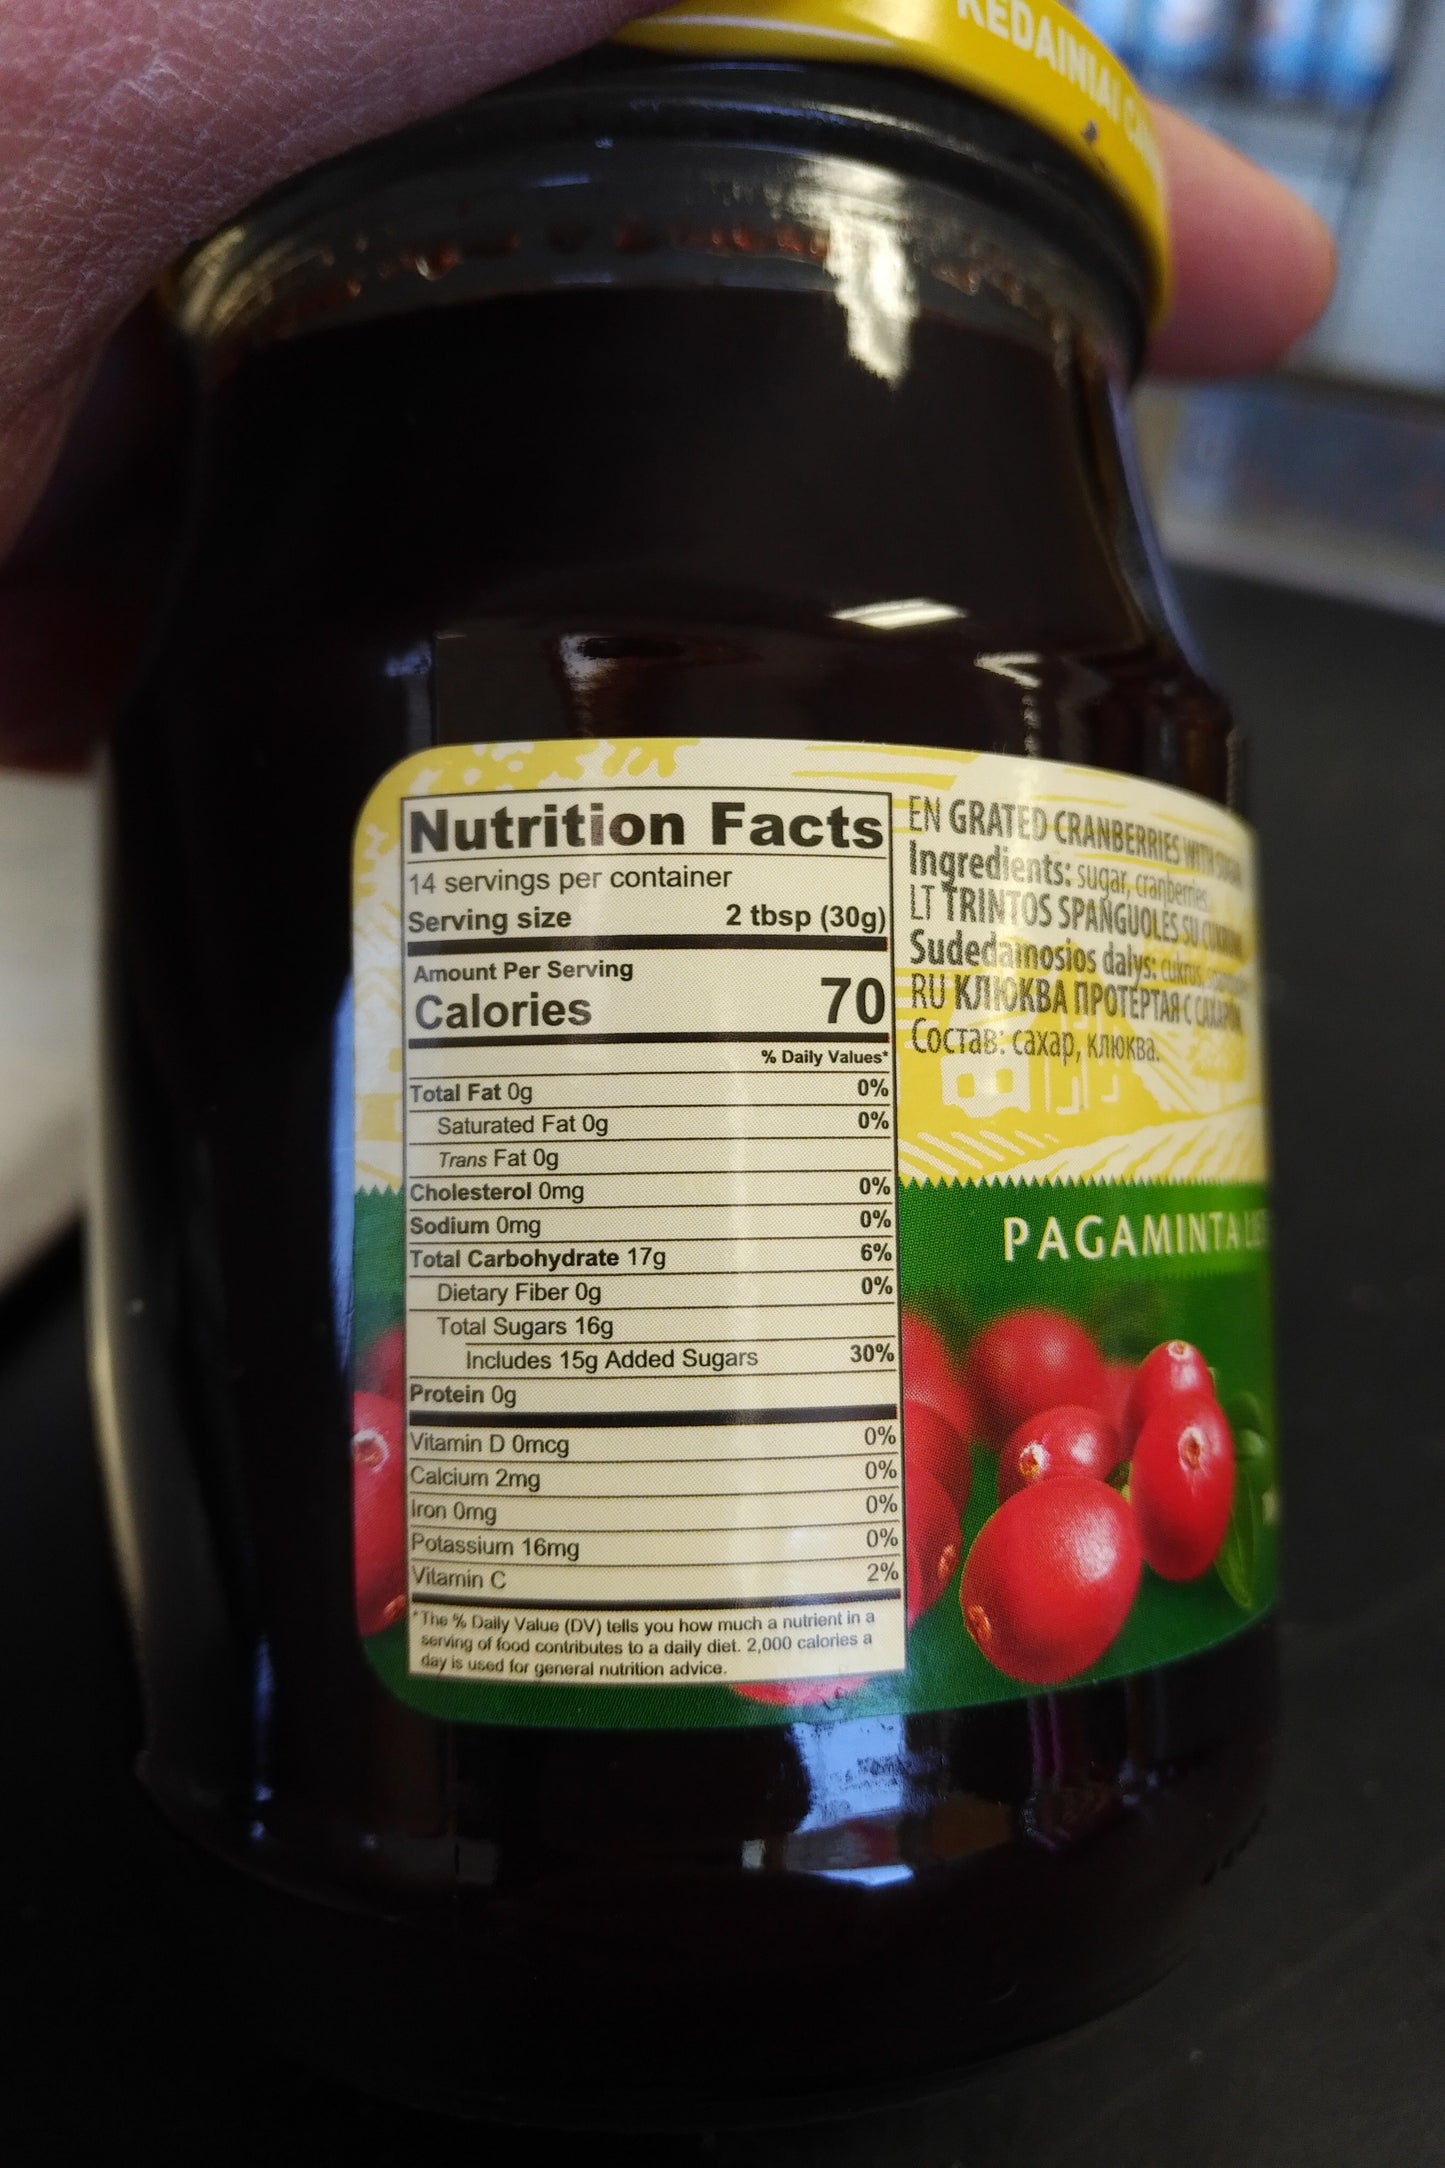 KEDAINIAI
Nutrition Facts
14 servings per container
Serving size 2 tbsp (30g)
Amount Per Serving
Calories 70
% Daily Values*
Total Fat 0g 0%
Saturated Fat 0g 0%
Trans Fat 0g
Cholesterol 0mg 0%
Sodium 0mg 0%
Total Carbohydrate 17g 6%
Dietary Fiber 0g 0%
Total Sugars 16g
Includes 15g Added Sugars 30%
Protein 0g
Vitamin D 0mcg 0%
Calcium 2mg 0%
Iron 0mg 0%
Potassium 16mg 0%
Vitamin C 2%
*The % Daily Value (DV) tells you how much a nutrient in a
serving of food contributes to a daily diet. 2,000 calories a
day is used for general nutrition advice.
EN GRATED CRANBERRIES WITH SUGAR
Ingredients: sugar, cranberries.
LT TRINTOS SPANGUOLĖS SU
Sudedamosios dalys: cukrus,
RU КЛЮКВА ПРОТЕРТАЯ С САХАРОМ
Состав: сахар, клюква.
PAGAMINTA